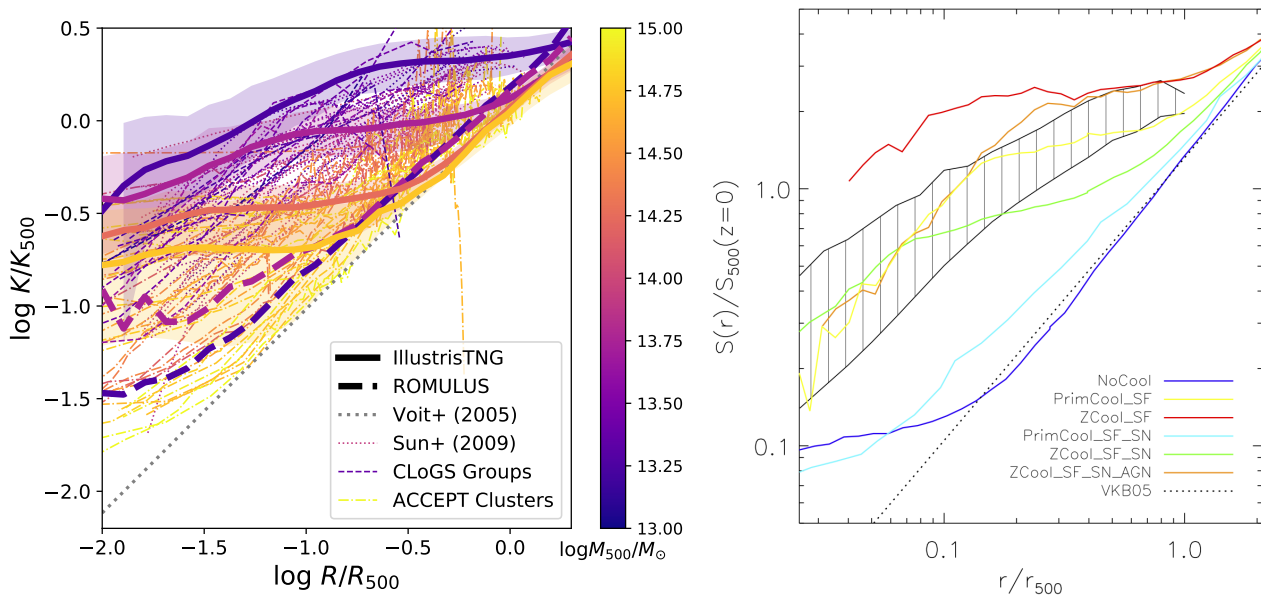 0.5
0.0
−0.5
−1.0
−1.5
−2.0
log K/K500
−2.0
−1.5
−1.0
−0.5
0.0
log R/R500
IllustrisTNG
ROMULUS
Voit+ (2005)
Sun+ (2009)
CLoGS Groups
ACCEPT Clusters
15.00
14.75
14.50
14.25
14.00
13.75
13.50
13.25
13.00
logM500/M⊙
S(r)/S500(z=0)
1.0
0.1
NoCool
PrimCool_SF
ZCool_SF
PrimCool_SF_SN
ZCool_SF_SN
ZCool_SF_SN_AGN
VKB05
0.1
1.0
r/r500